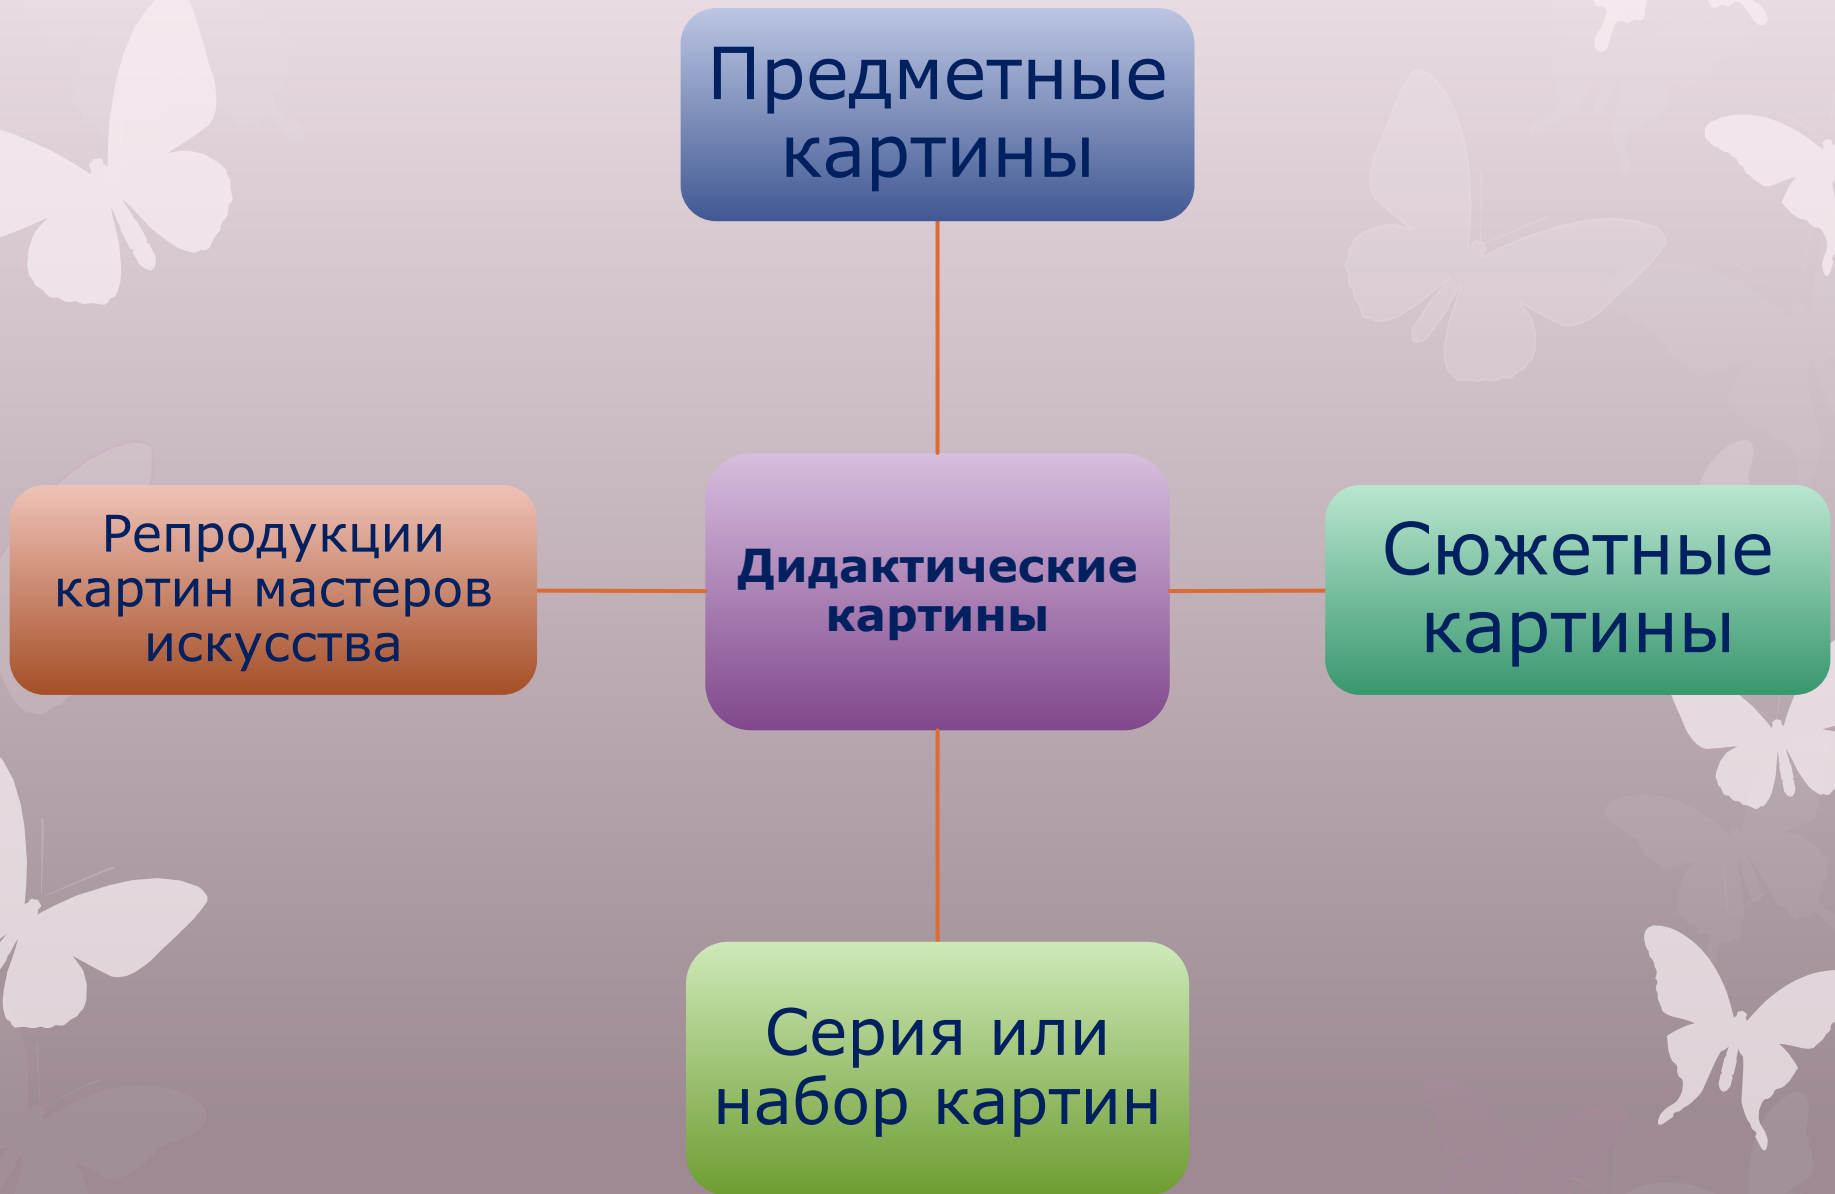 Предметные
картины
Репродукции
картин мастеров
искусства
Дидактические
картины
Сюжетные
картины
Серия или
набор картин